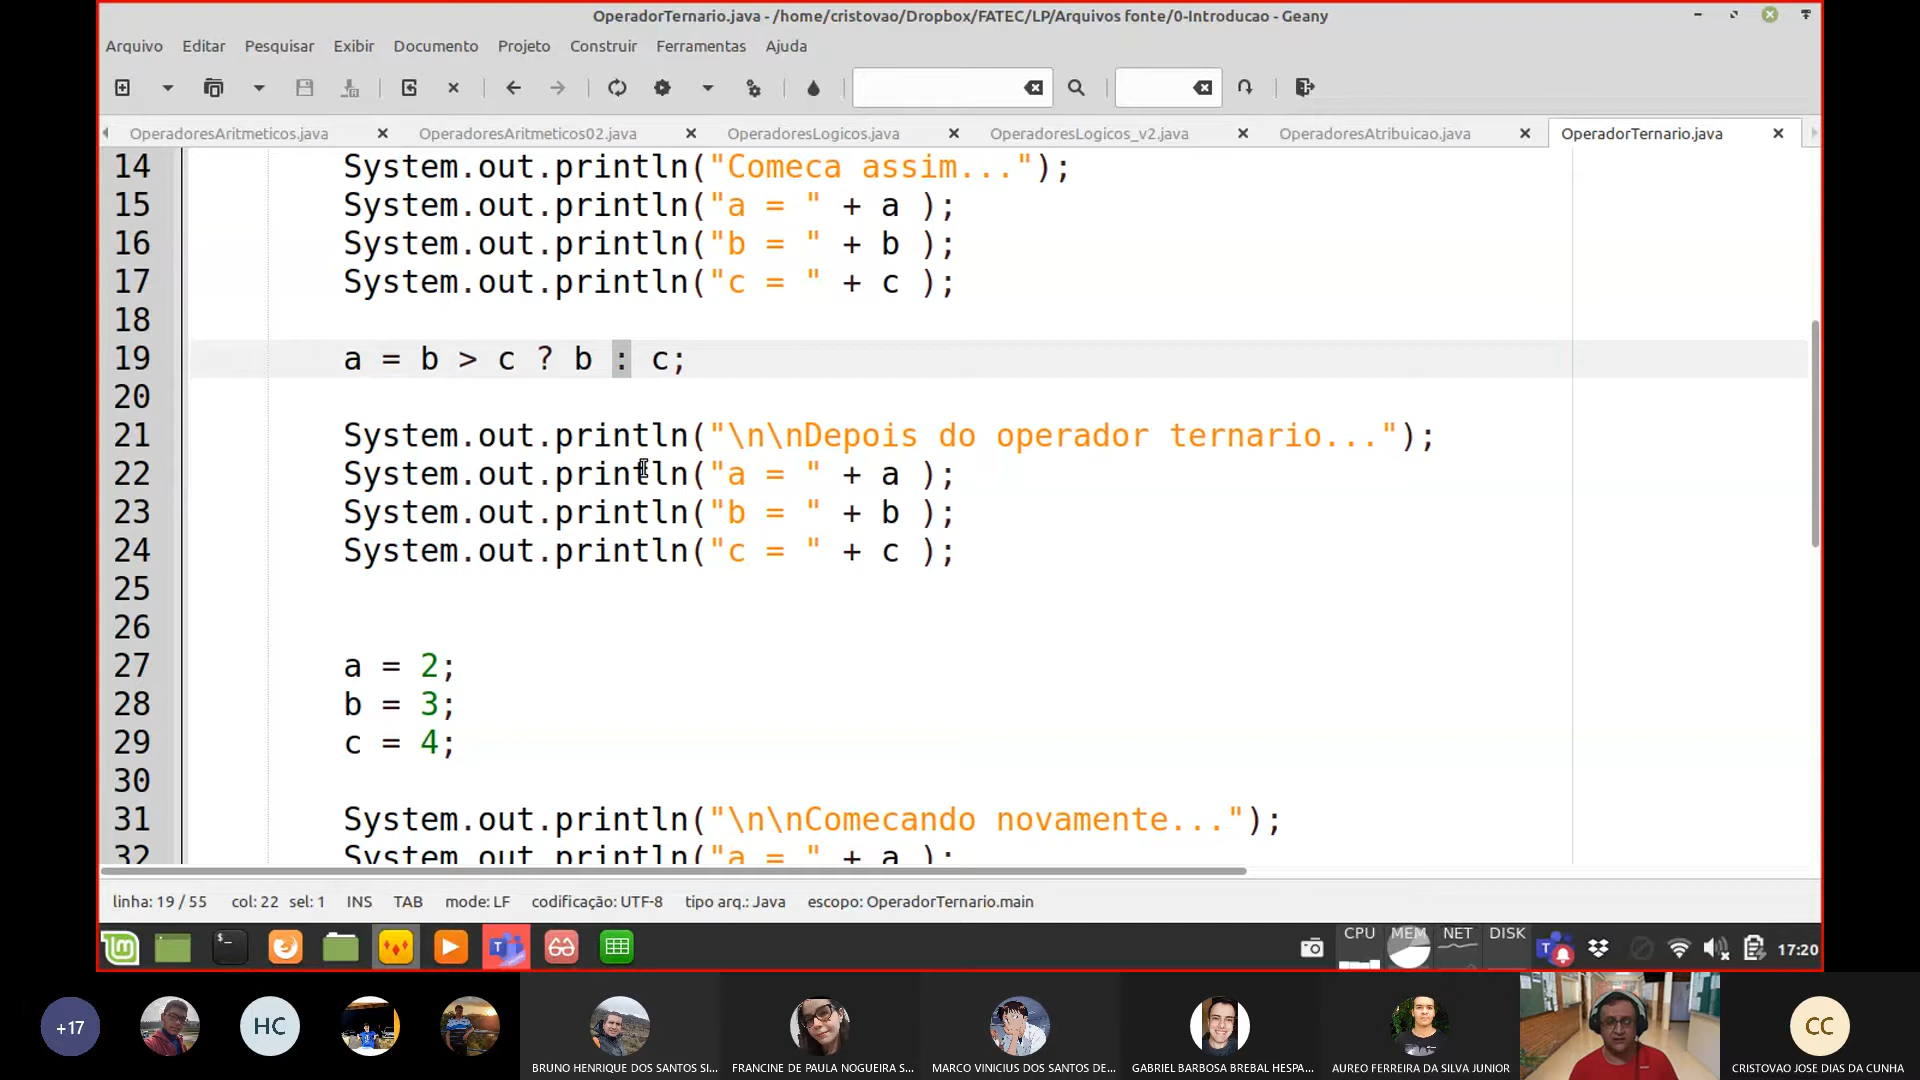 OperadorTernario.java - /home/cristovao/Dropbox/FATEC/LP/Arquivos fonte/0-Introducao - Geany
Arquivo Editar Pesquisar Exibir Documento Projeto Construir Ferramentas Ajuda
OperadoresAritmeticos.java OperadoresAritmeticos02.java OperadoresLogicos.java OperadoresLogicos_v2.java OperadoresAtribuicao.java OperadorTernario.java
14 System.out.println("Comeca assim...");
15 System.out.println("a = " + a );
16 System.out.println("b = " + b );
17 System.out.println("c = " + c );
18
19 a = b > c ? b : c;
20
21 System.out.println("\n\nDepois do operador ternario...");
22 System.out.println("a = " + a );
23 System.out.println("b = " + b );
24 System.out.println("c = " + c );
25
26
27 a = 2;
28 b = 3;
29 c = 4;
30
31 System.out.println("\n\nComecando novamente...");
32 System.out.println("a = " + a );
linha: 19 / 55 col: 22 sel: 1 INS TAB mode: LF codificação: UTF-8 tipo arq.: Java escopo: OperadorTernario.main
CPU MEM NET DISK 17:20
+17 HC CC
BRUNO HENRIQUE DOS SANTOS SI... FRANCINE DE PAULA NOGUEIRA S... MARCO VINICIUS DOS SANTOS DE... GABRIEL BARBOSA BREBAL HESPA... AUREO FERREIRA DA SILVA JUNIOR CRISTOVAO JOSE DIAS DA CUNHA